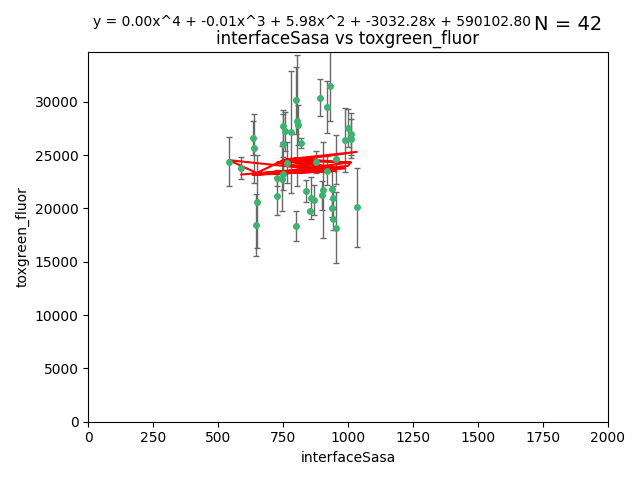 y = 0.00x^4 + -0.01x^3 + 5.98x^2 + -3032.28x + 590102.80 N = 42
interfaceSasa vs toxgreen_fluor
30000
25000
20000
15000
10000
5000
0
toxgreen_fluor
0 250 500 750 1000 1250 1500 1750 2000
interfaceSasa